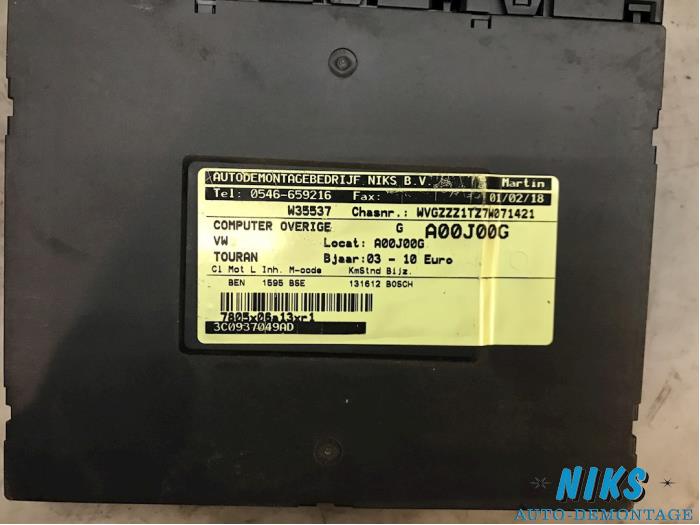 AUTODEMONTAGEBEDRIJF NIKS B.V. Martin
Tel: 0546-659216 Fax: 01/02/18
W35537 Chasnr.: WVGZZZ1TZ7W071421
COMPUTER OVERIGE G A00J00G
VW Locat: A00J00G
TOURAN Bjaar: 03 - 10 Euro
Cl Mot L Inh. M-code KmStnd Bijz.
BEN 1595 BSE 131612 BOSCH
7805x06a13xr1
3C0937049AD
NIKS
AUTO-DEMONTAGE